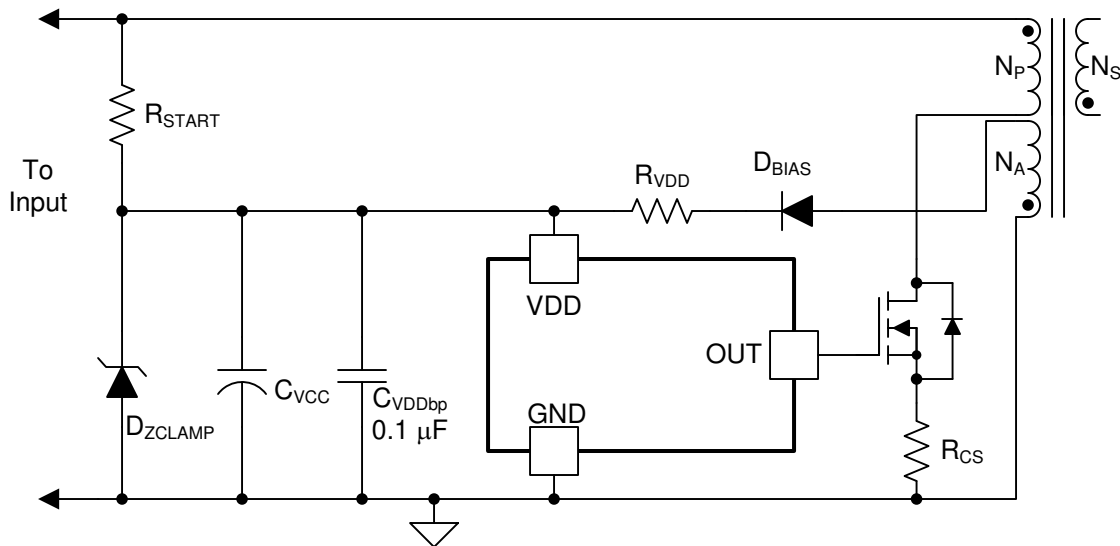 N_P
N_S
R_START
To
Input
N_A
D_BIAS
R_VDD
VDD
OUT
D_ZCLAMP
C_VCC
C_VDDbp
0.1 µF
GND
R_CS